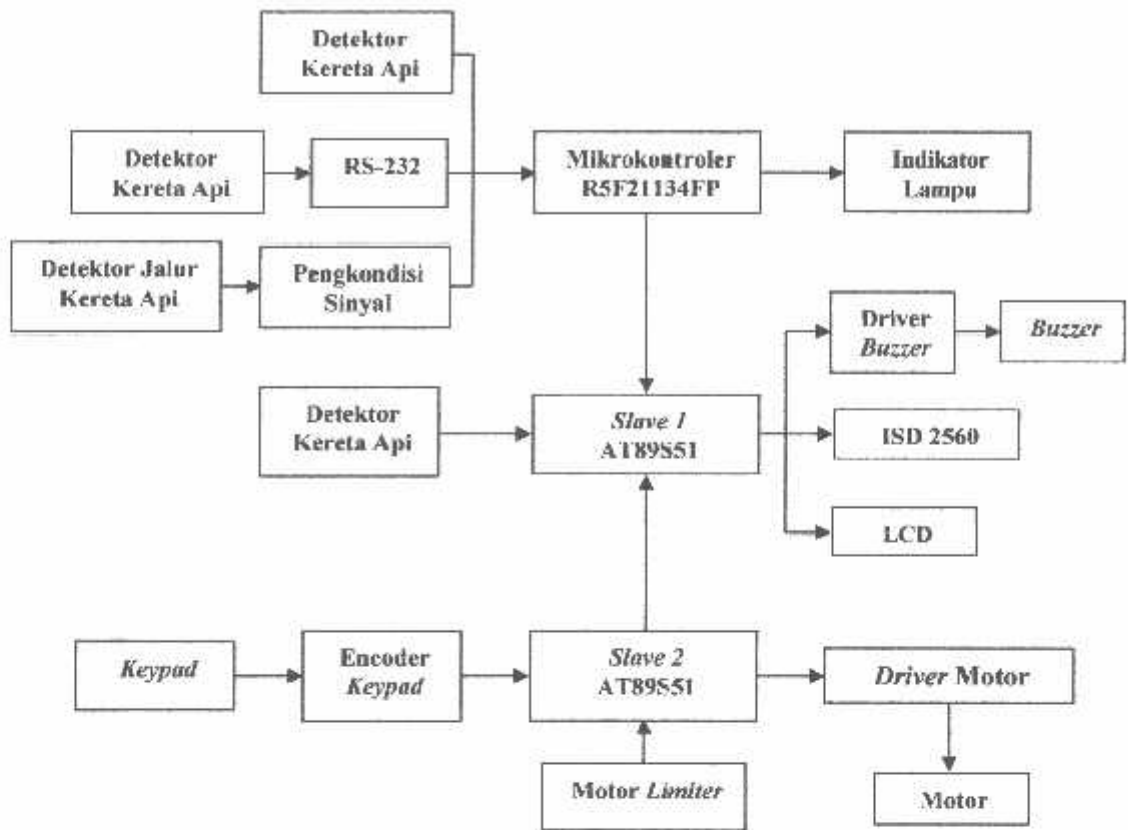 Detektor
Kereta Api
Detektor
Kereta Api
RS-232
Mikrokontroler
R5F21134FP
Indikator
Lampu
Detektor Jalur
Kereta Api
Pengkondisi
Sinyal
Driver
Buzzer
Buzzer
Detektor
Kereta Api
Slave 1
AT89S51
ISD 2560
LCD
Keypad
Encoder
Keypad
Slave 2
AT89S51
Driver Motor
Motor Limiter
Motor